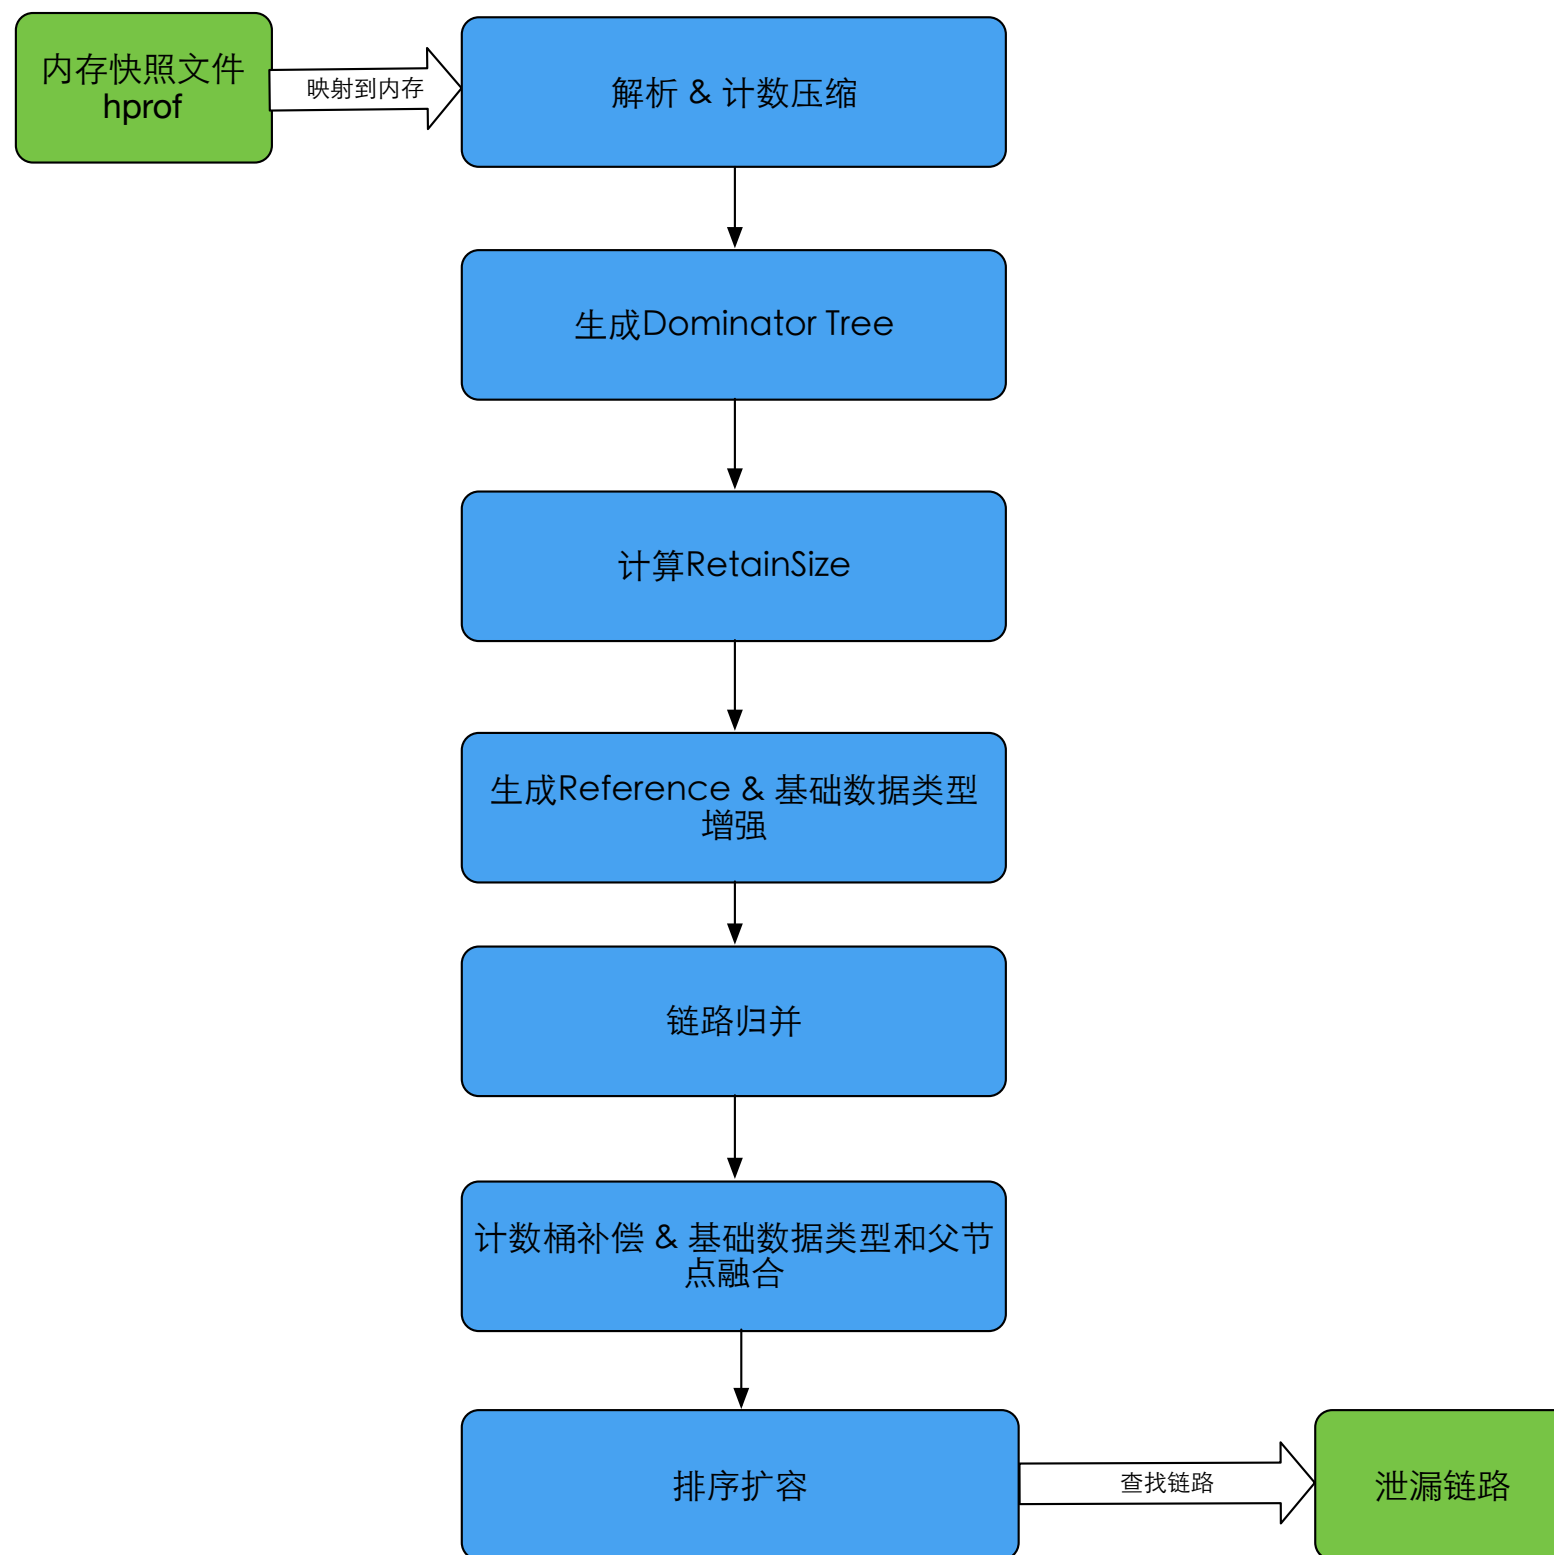 内存快照文件
hprof
映射到内存
解析 & 计数压缩
生成Dominator Tree
计算RetainSize
生成Reference & 基础数据类型
增强
链路归并
计数桶补偿 & 基础数据类型和父节
点融合
排序扩容
查找链路
泄漏链路